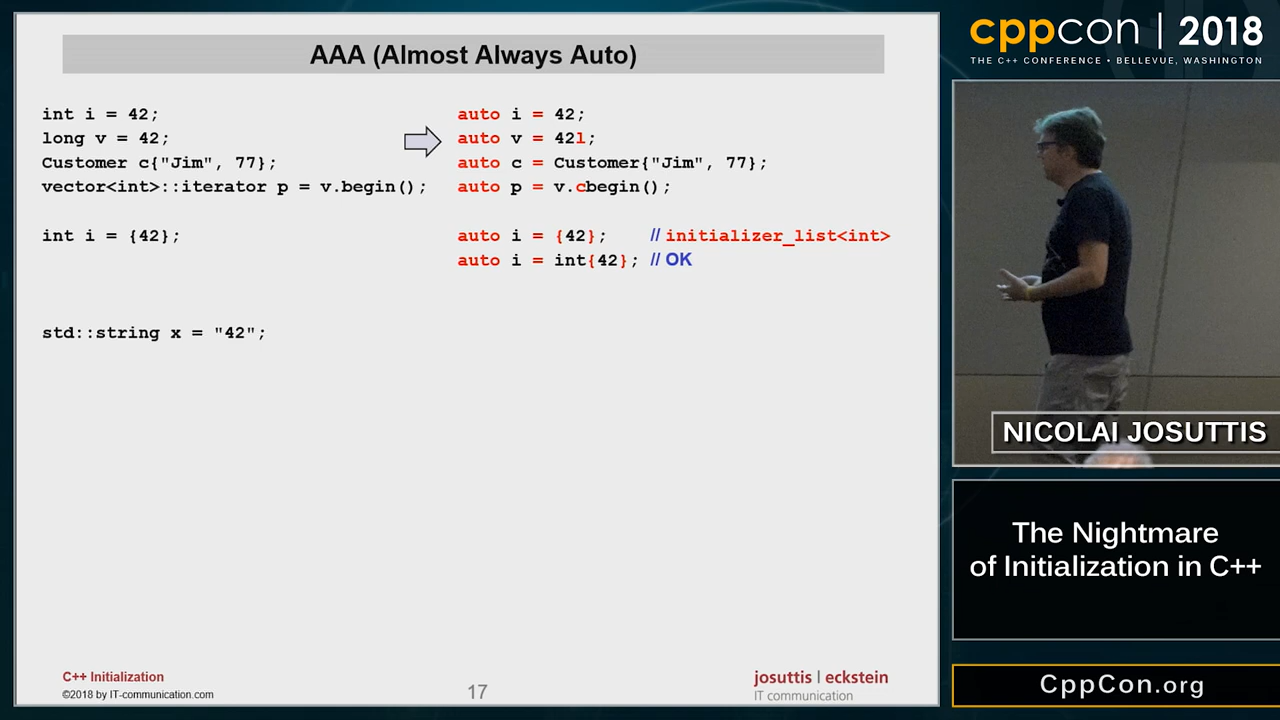 AAA (Almost Always Auto)
int i = 42;
long v = 42;
Customer c{"Jim", 77};
vector<int>::iterator p = v.begin();
auto i = 42;
auto v = 42l;
auto c = Customer{"Jim", 77};
auto p = v.cbegin();
int i = {42};
auto i = {42}; // initializer_list<int>
auto i = int{42}; // OK
std::string x = "42";
C++ Initialization
©2018 by IT-communication.com
17
josuttis | eckstein
IT communication
cppcon | 2018
THE C++ CONFERENCE • BELLEVUE, WASHINGTON
NICOLAI JOSUTTIS
The Nightmare
of Initialization in C++
CppCon.org